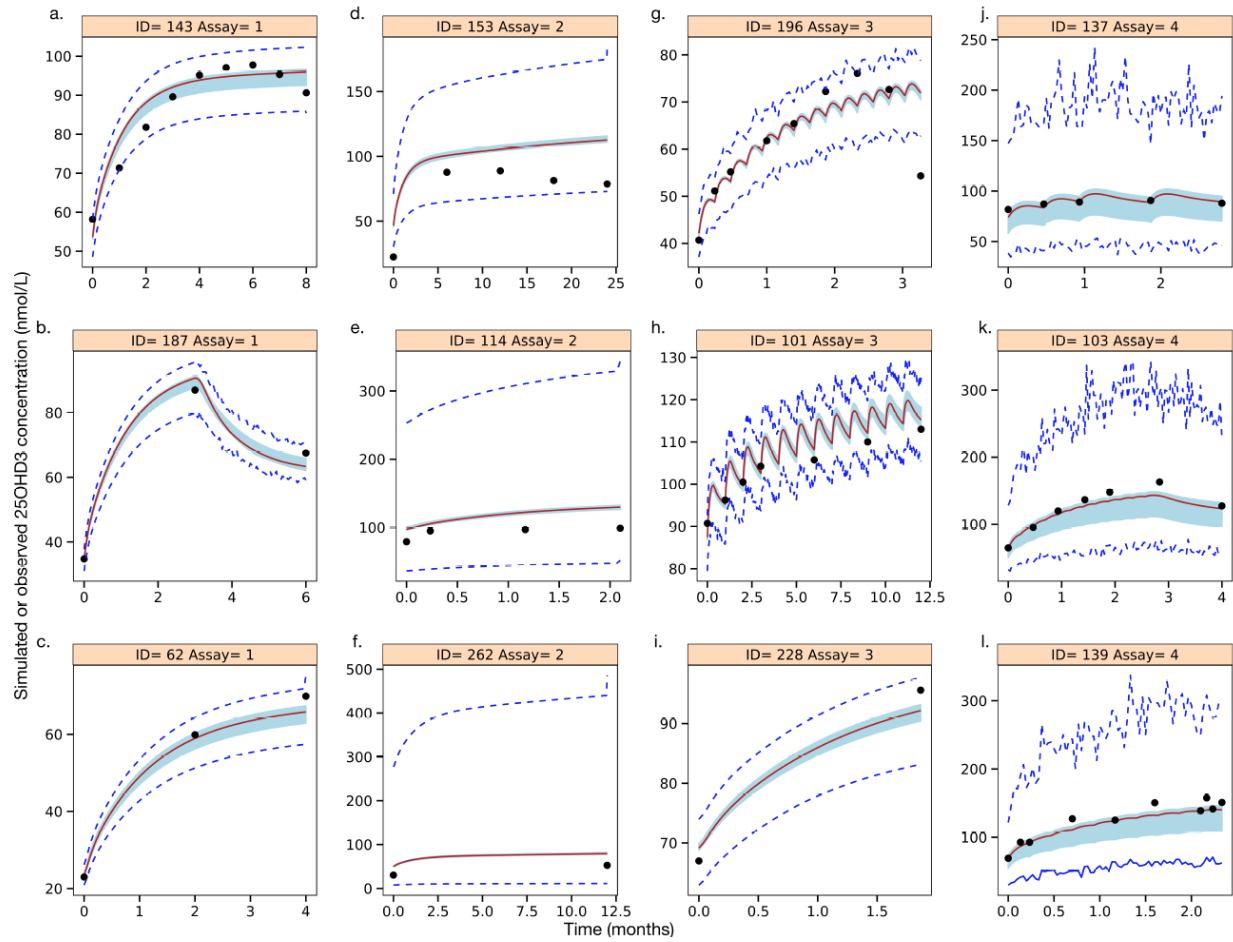 a.
ID= 143 Assay= 1
100
90
80
70
60
50
0 2 4 6 8
d.
ID= 153 Assay= 2
200
150
100
50
0 5 10 15 20 25
g.
ID= 196 Assay= 3
80
70
60
50
40
0 1 2 3
j.
ID= 137 Assay= 4
250
200
150
100
50
0 1 2
Simulated or observed 25OHD3 concentration (nmol/L)
b.
ID= 187 Assay= 1
80
60
40
0 2 4 6
e.
ID= 114 Assay= 2
300
200
100
0.0 0.5 1.0 1.5 2.0
h.
ID= 101 Assay= 3
130
120
110
100
90
80
0.0 2.5 5.0 7.5 10.0 12.5
k.
ID= 103 Assay= 4
300
200
100
0 1 2 3 4
c.
ID= 62 Assay= 1
60
40
20
0 1 2 3 4
f.
ID= 262 Assay= 2
500
400
300
200
100
0
0.0 2.5 5.0 7.5 10.0 12.5
i.
ID= 228 Assay= 3
90
80
70
0.0 0.5 1.0 1.5
l.
ID= 139 Assay= 4
300
200
100
0
0.0 0.5 1.0 1.5 2.0
Time (months)